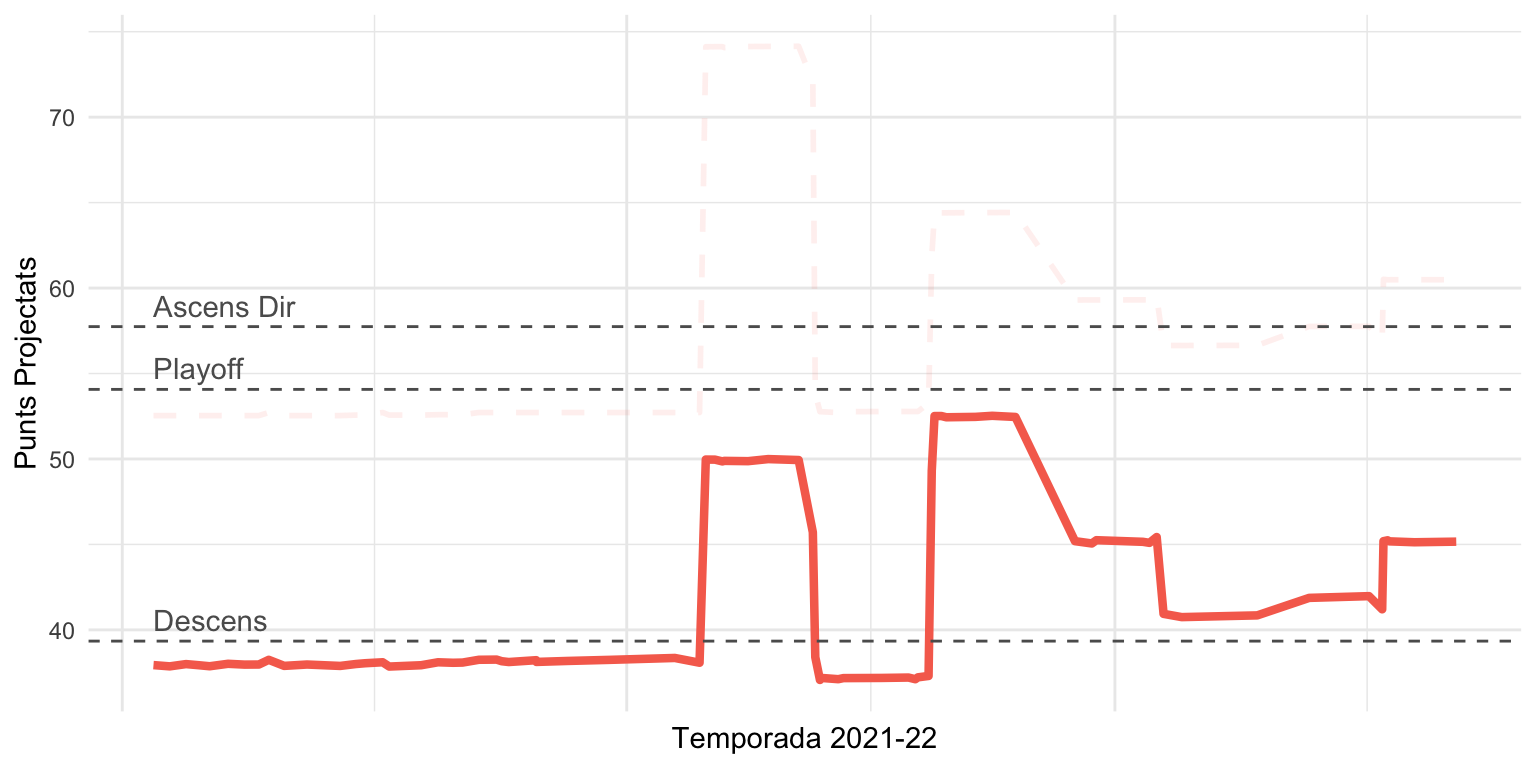 70
60
50
40
Punts Projectats
Ascens Dir
Playoff
Descens
Temporada 2021-22